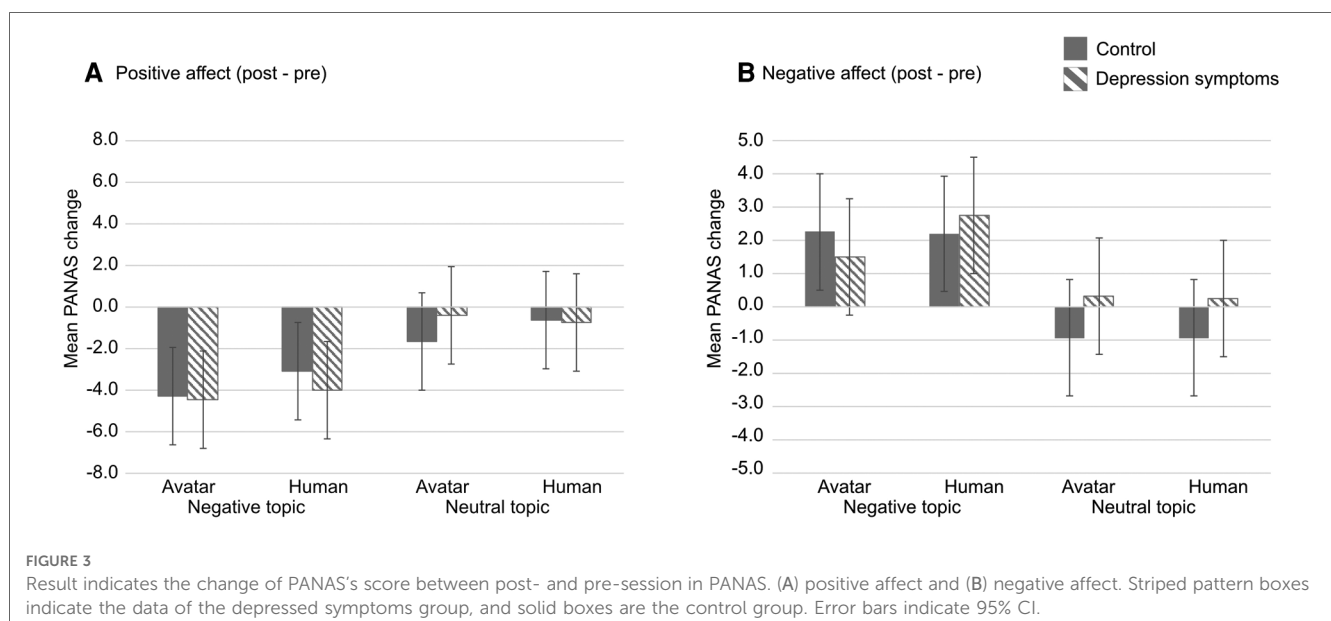 A Positive affect (post - pre)
8.0
6.0
4.0
2.0
0.0
-2.0
-4.0
-6.0
-8.0
Mean PANAS change
Avatar Human Avatar Human
Negative topic Neutral topic
B Negative affect (post - pre)
Control
Depression symptoms
5.0
4.0
3.0
2.0
1.0
0.0
-1.0
-2.0
-3.0
-4.0
-5.0
Mean PANAS change
Avatar Human Avatar Human
Negative topic Neutral topic
FIGURE 3
Result indicates the change of PANAS's score between post- and pre-session in PANAS. (A) positive affect and (B) negative affect. Striped pattern boxes
indicate the data of the depressed symptoms group, and solid boxes are the control group. Error bars indicate 95% CI.